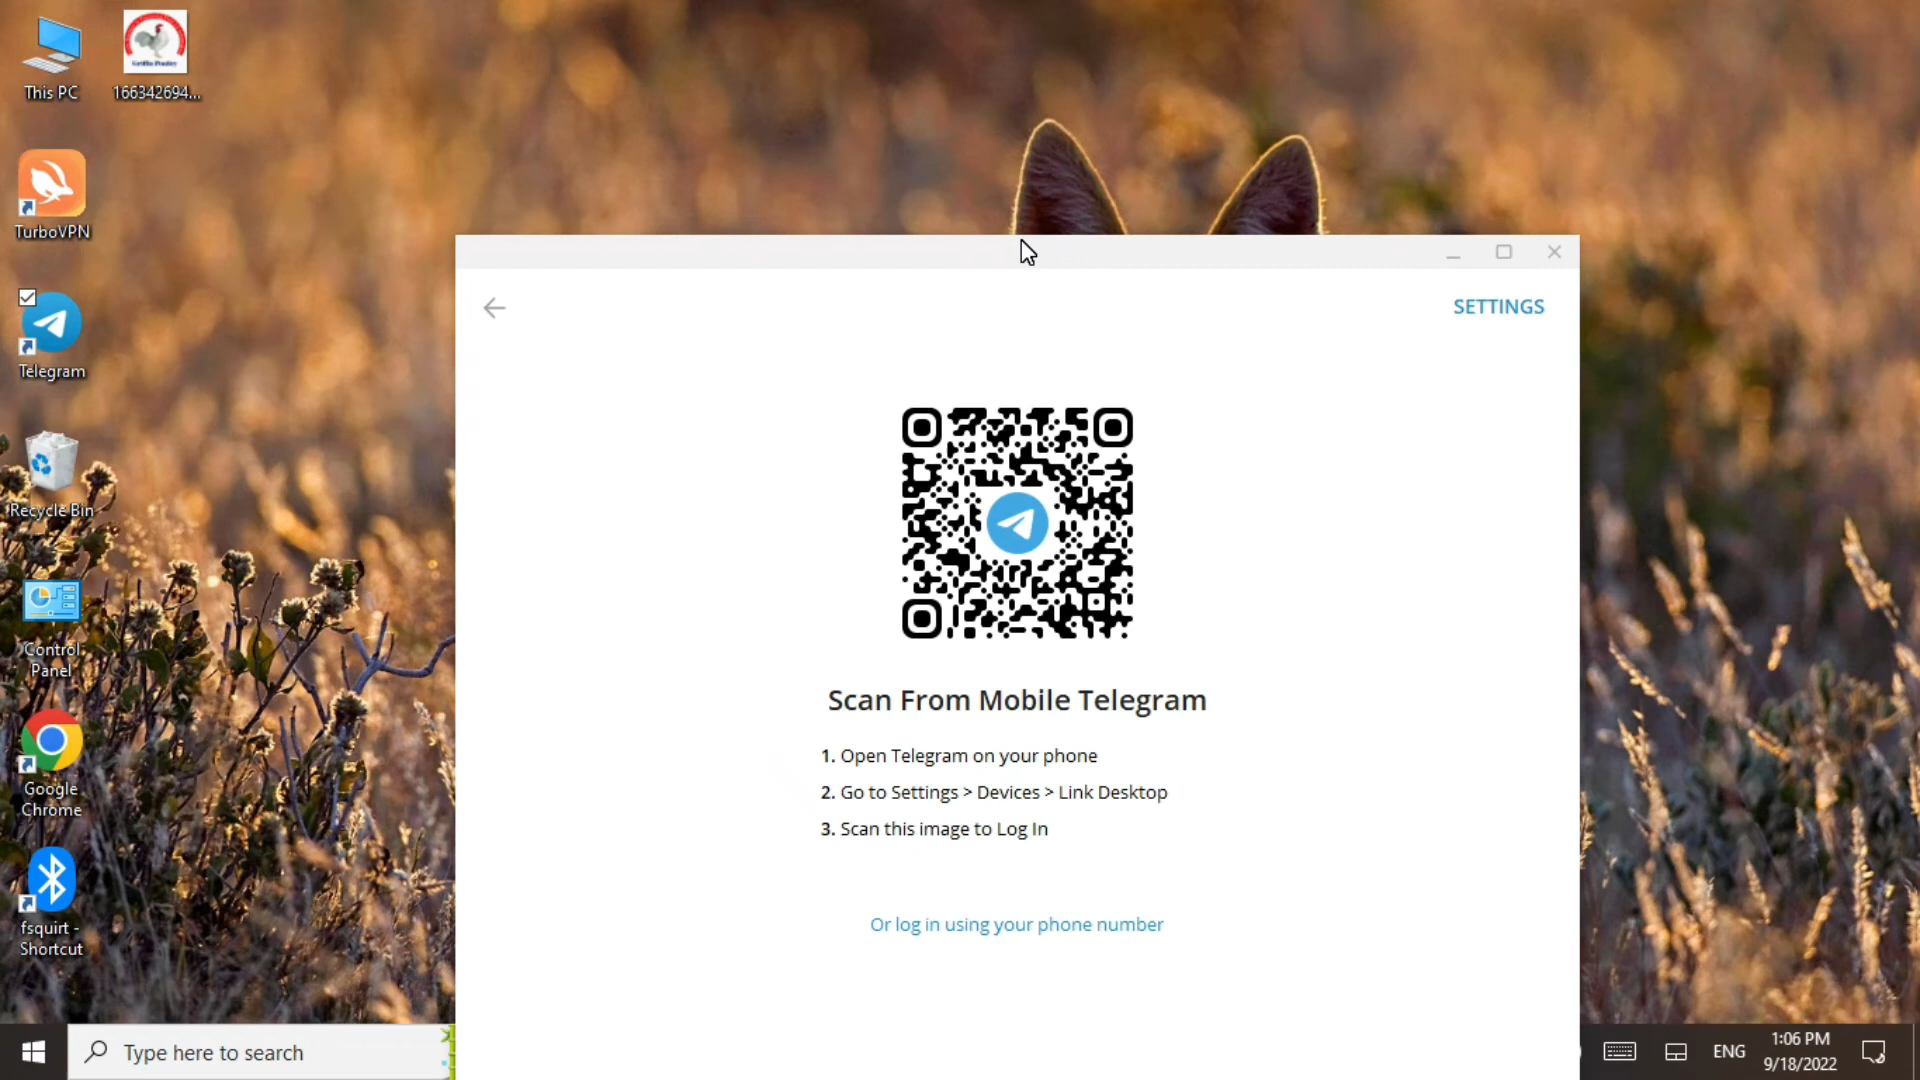 This PC
166342694...
TurboVPN
Telegram
Recycle Bin
Control
Panel
Google
Chrome
fsquirt -
Shortcut
SETTINGS
Scan From Mobile Telegram
1. Open Telegram on your phone
2. Go to Settings > Devices > Link Desktop
3. Scan this image to Log In
Or log in using your phone number
Type here to search
ENG
1:06 PM
9/18/2022